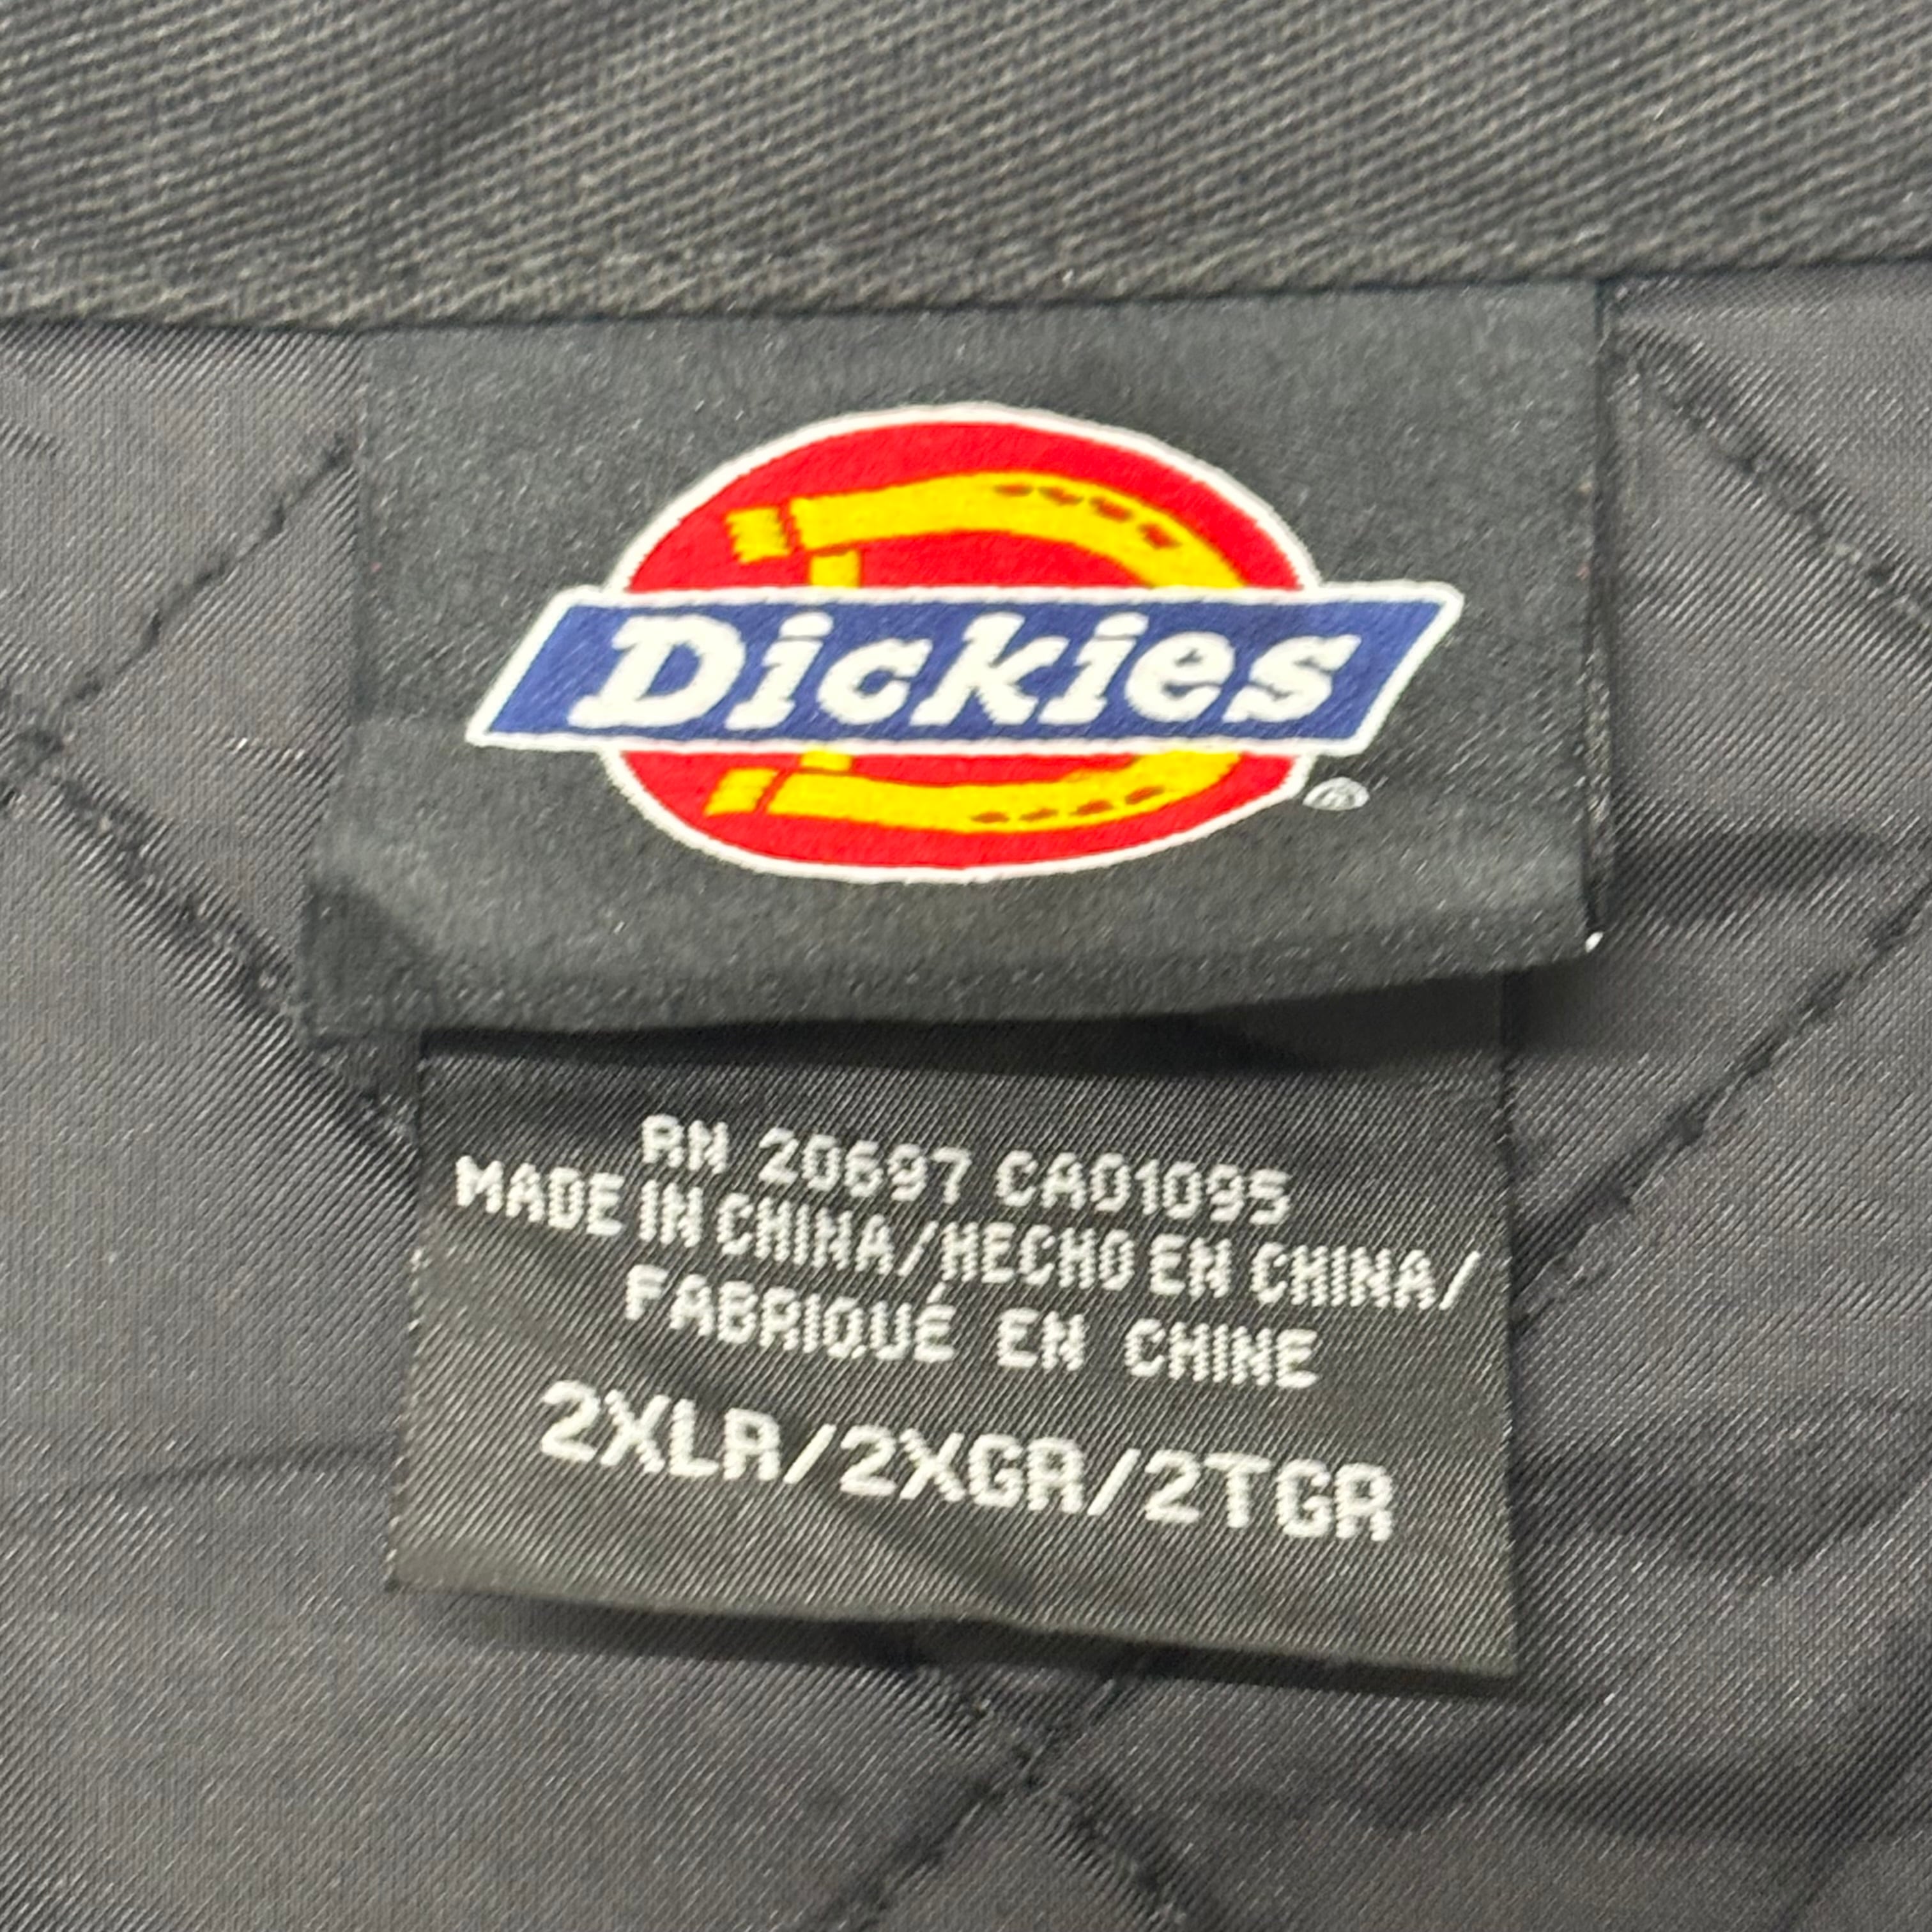 Dickies
®
RN 20697 CA01095
MADE IN CHINA/HECHO EN CHINA/
FABRIQUÉ EN CHINE
2XLR/2XGR/2TGR